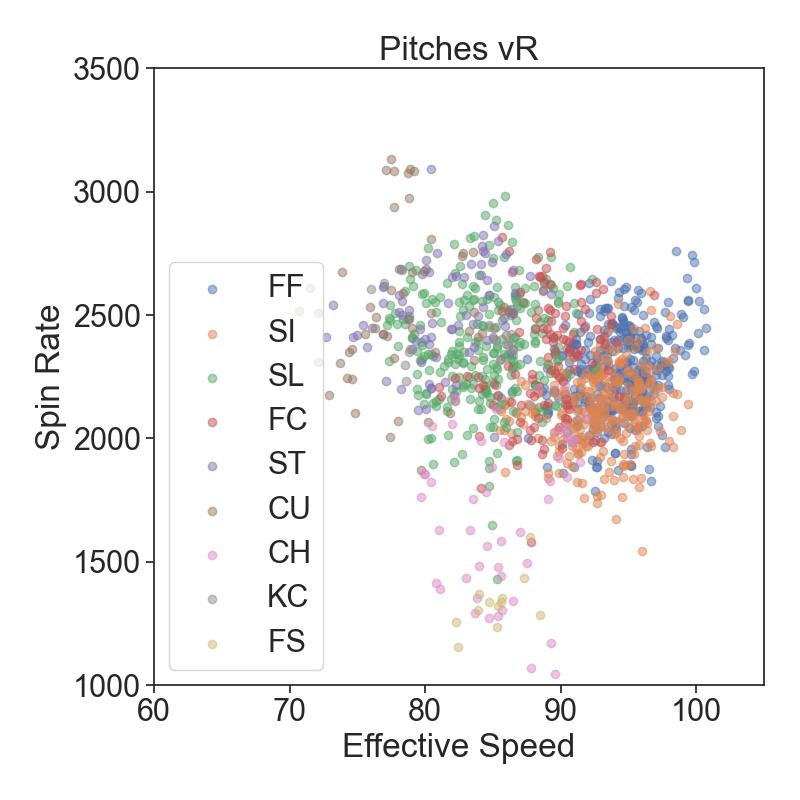 Pitches vR
3500
3000
2500
2000
1500
1000
Spin Rate
FF
SI
SL
FC
ST
CU
CH
KC
FS
60 70 80 90 100
Effective Speed